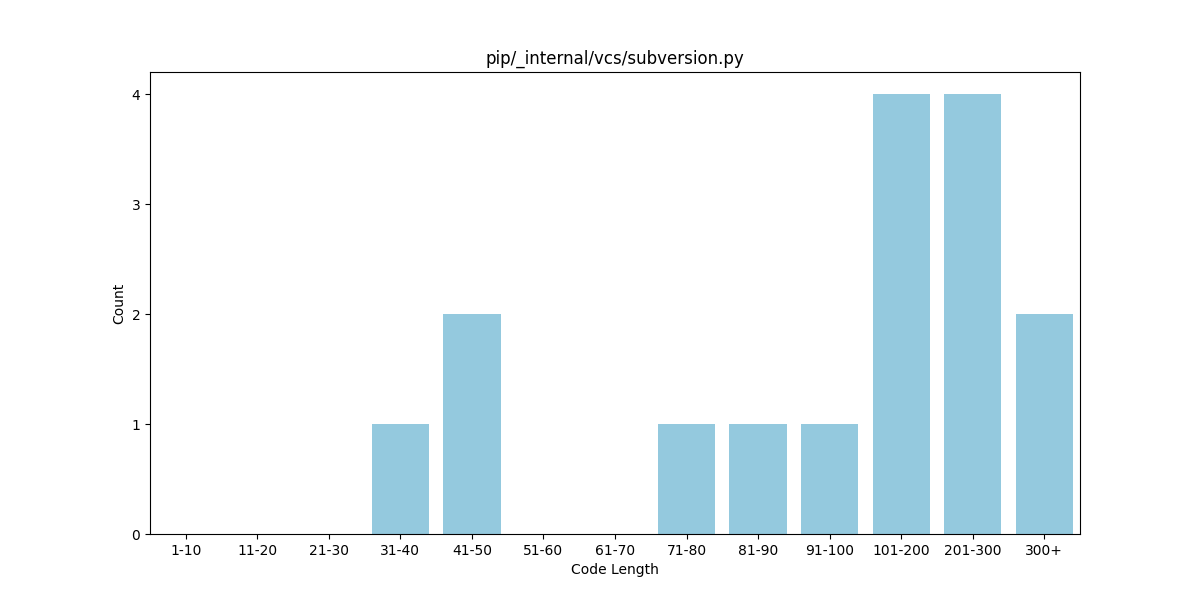 pip/_internal/vcs/subversion.py
Count
4
3
2
1
0
1-10 11-20 21-30 31-40 41-50 51-60 61-70 71-80 81-90 91-100 101-200 201-300 300+
Code Length